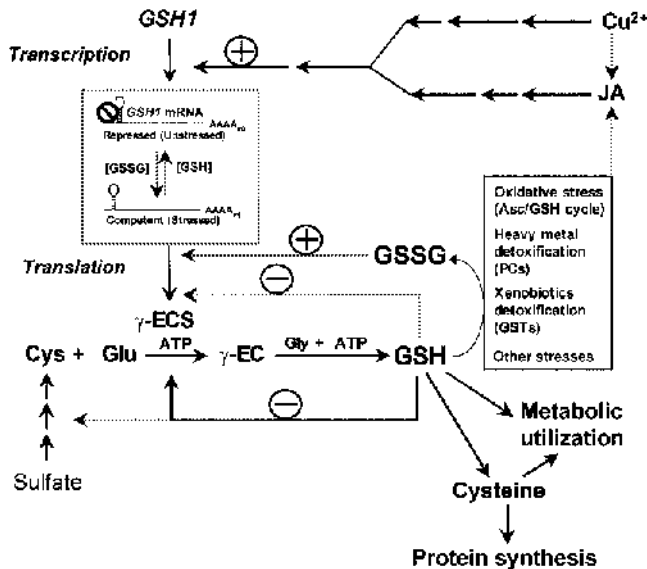 GSH1
Cu2+
Transcription
+
JA
GSH1 mRNA
AAAA
Repressed (Unstressed)
[GSSG]
[GSH]
AAAA
Competent (Stressed)
Oxidative stress
(Asc/GSH cycle)
Heavy metal
detoxification
(PCs)
Xenobiotics
detoxification
(GSTs)
Other stresses
+
GSSG
Translation
−
γ-ECS
Cys + Glu ATP γ-EC Gly + ATP GSH
−
Metabolic
utilization
Sulfate
Cysteine
Protein synthesis